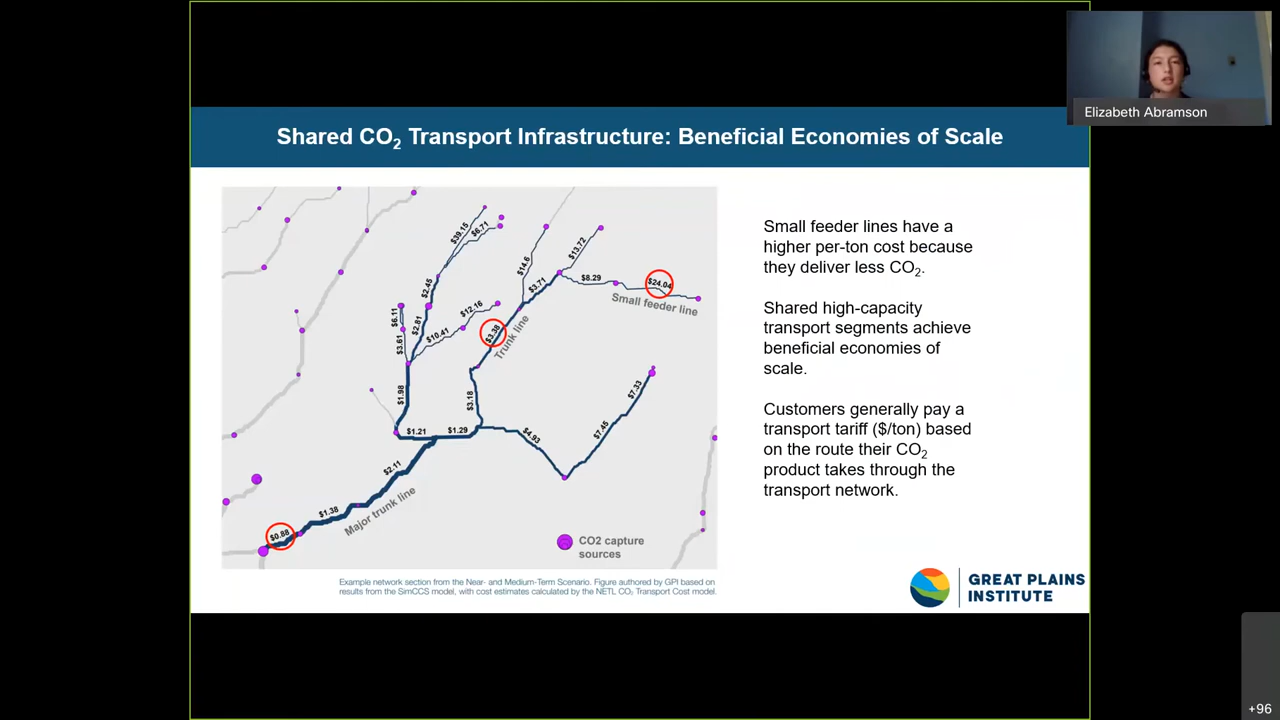 Elizabeth Abramson
Shared CO₂ Transport Infrastructure: Beneficial Economies of Scale
$39.15
$6.71
$14.6
$13.72
$2.45
$3.71
$8.29
$24.04
Small feeder line
$6.11
$2.81
$12.16
$10.41
$3.61
$3.38
Trunk line
$1.98
$3.18
$7.33
$1.21
$1.29
$4.93
$7.45
$2.11
$1.38
Major trunk line
$0.88
CO2 capture
sources
Small feeder lines have a
higher per-ton cost because
they deliver less CO₂.
Shared high-capacity
transport segments achieve
beneficial economies of
scale.
Customers generally pay a
transport tariff ($/ton) based
on the route their CO₂
product takes through the
transport network.
Example network section from the Near- and Medium-Term Scenario. Figure authored by GPI based on
results from the SimCCS model, with cost estimates calculated by the NETL CO₂ Transport Cost model.
GREAT PLAINS
INSTITUTE
+96